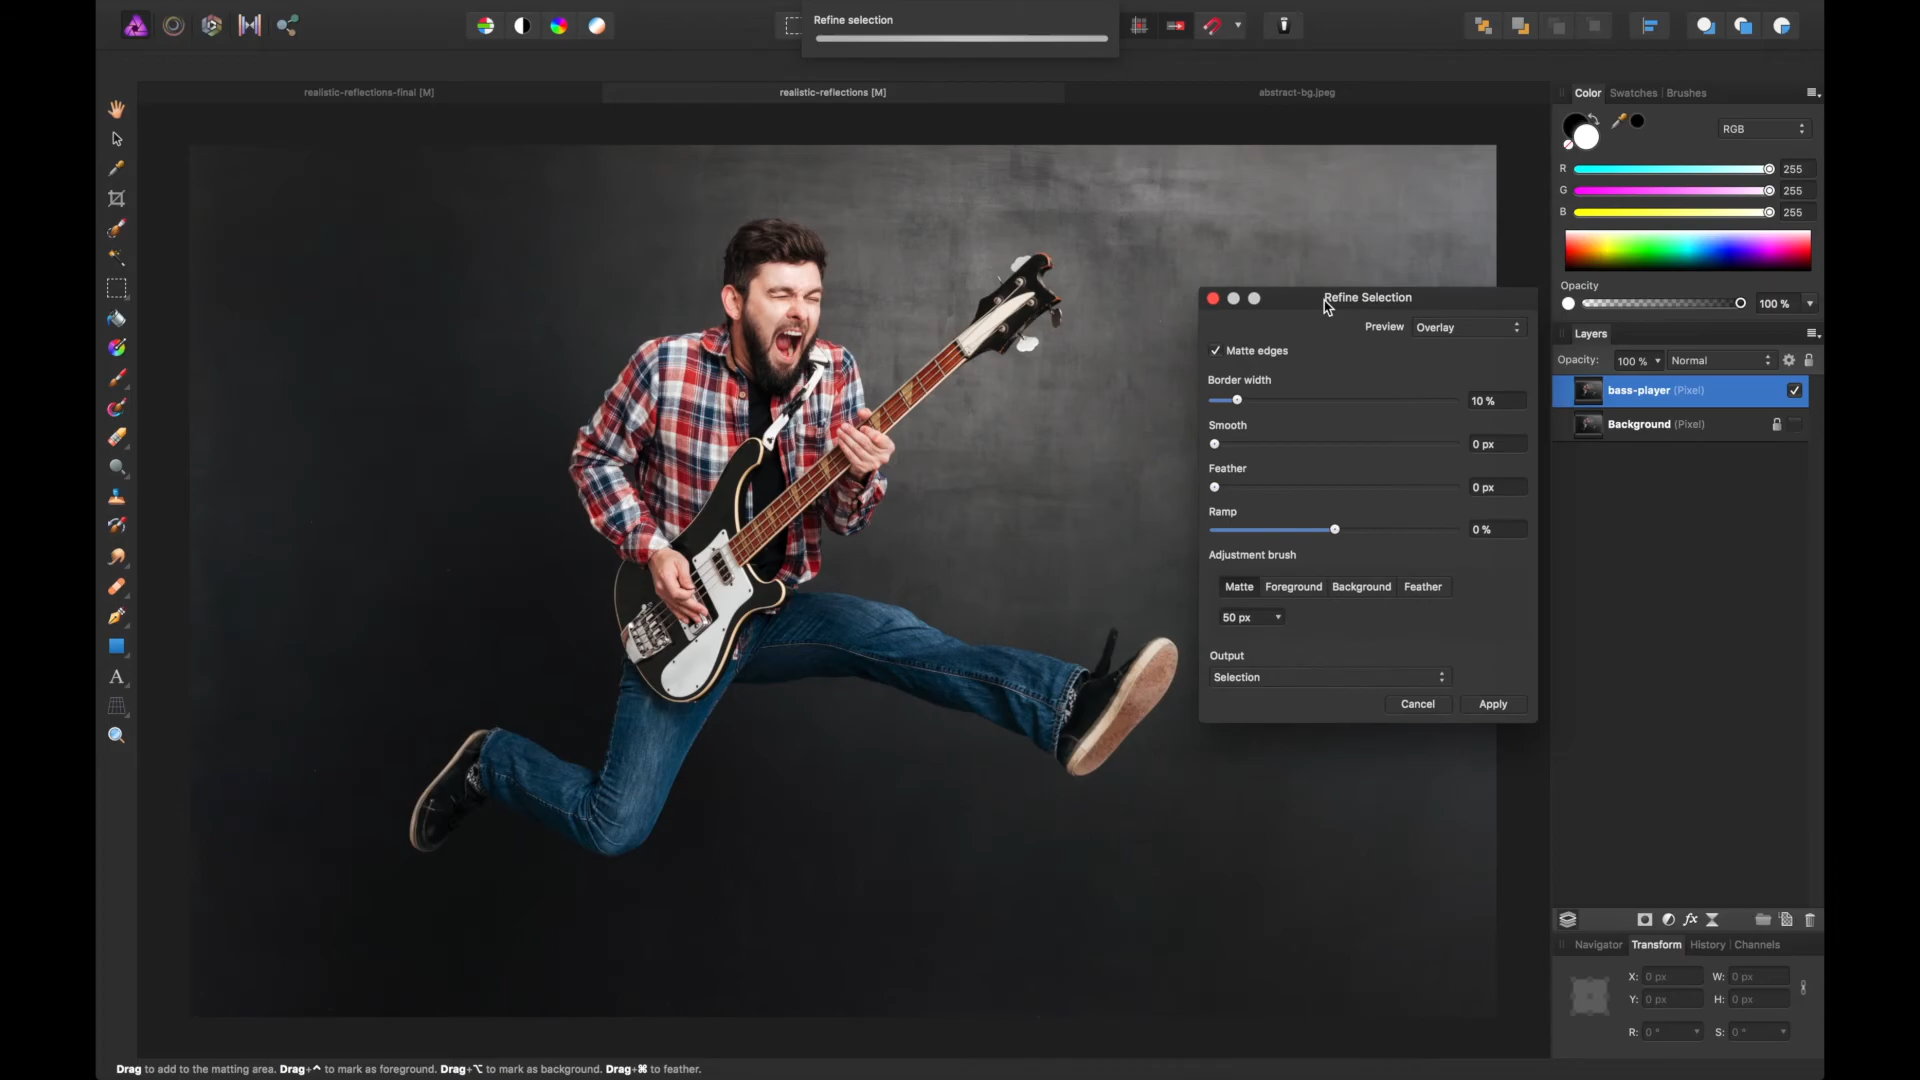 Refine selection
realistic-reflections-final [M]
realistic-reflections [M]
abstract-bg.jpeg
Color
Swatches
Brushes
RGB
R
255
G
255
B
255
Opacity
100 %
Layers
Opacity:
100 %
Normal
bass-player (Pixel)
Background (Pixel)
Refine Selection
Preview
Overlay
Matte edges
Border width
10 %
Smooth
0 px
Feather
0 px
Ramp
0 %
Adjustment brush
Matte
Foreground
Background
Feather
50 px
Output
Selection
Cancel
Apply
Navigator
Transform
History
Channels
X:
0 px
W:
0 px
Y:
0 px
H:
0 px
R:
0 °
S:
0 °
Drag to add to the matting area. Drag+⌃ to mark as foreground. Drag+⌥ to mark as background. Drag+⌘ to feather.